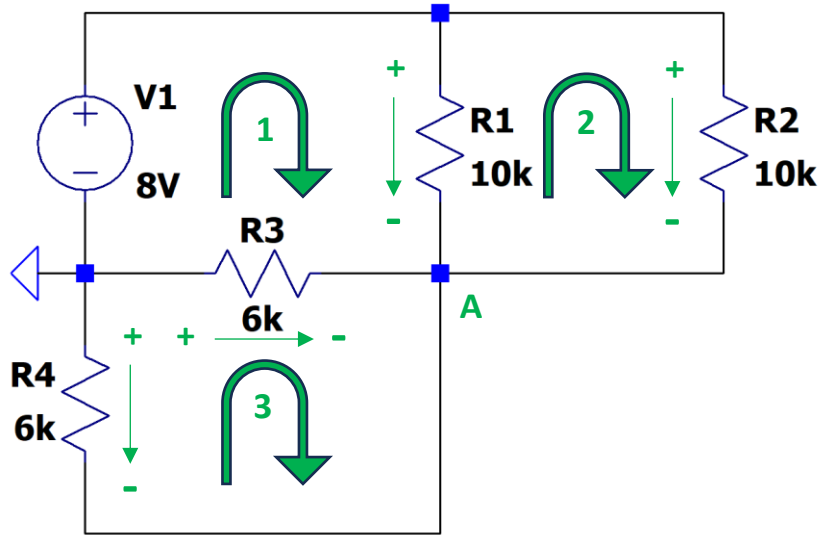 V1
8V
+
-
1
+
-
R1
10k
2
+
-
R2
10k
R3
6k
A
+
-
R4
6k
+
-
3